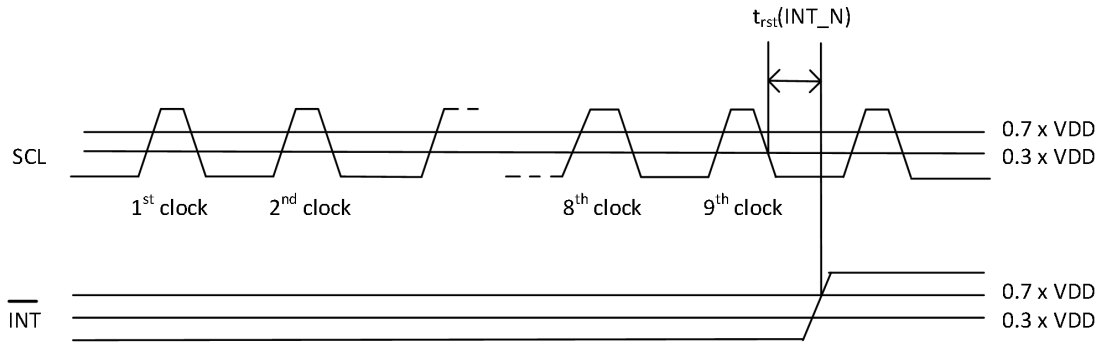 t_rst(INT_N)
0.7 x VDD
SCL
0.3 x VDD
1st clock
2nd clock
8th clock
9th clock
0.7 x VDD
INT
0.3 x VDD